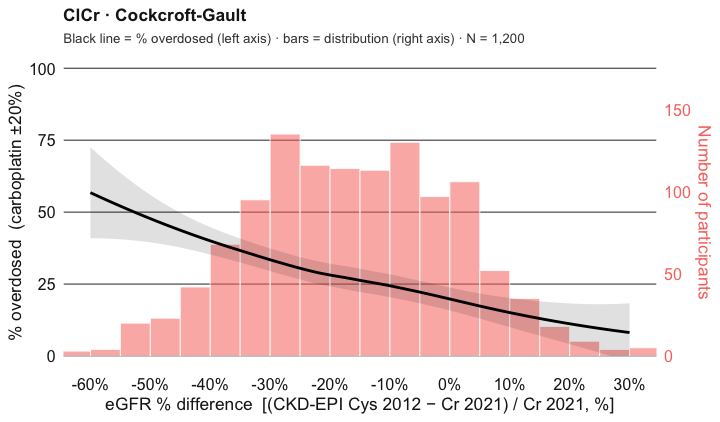 ClCr · Cockcroft-Gault
Black line = % overdosed (left axis) · bars = distribution (right axis) · N = 1,200
% overdosed (carboplatin ±20%)
100
75
50
25
0
150
100
50
0
Number of participants
-60% -50% -40% -30% -20% -10% 0% 10% 20% 30%
eGFR % difference [(CKD-EPI Cys 2012 − Cr 2021) / Cr 2021, %]